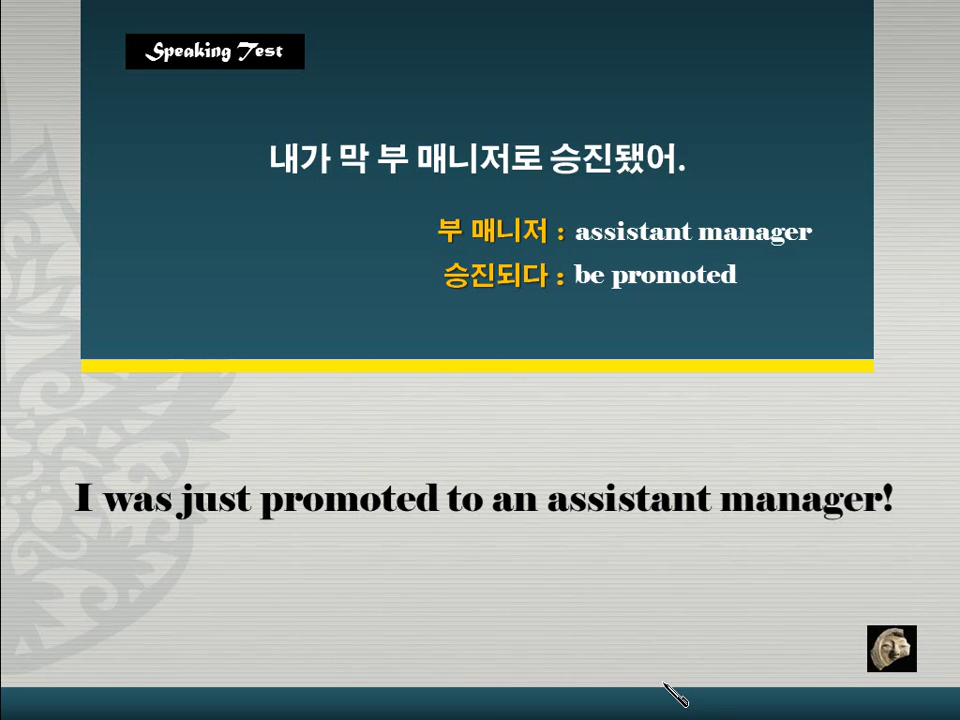 Speaking Test
내가 막 부 매니저로 승진됐어.
부 매니저 : assistant manager
승진되다 : be promoted
I was just promoted to an assistant manager!